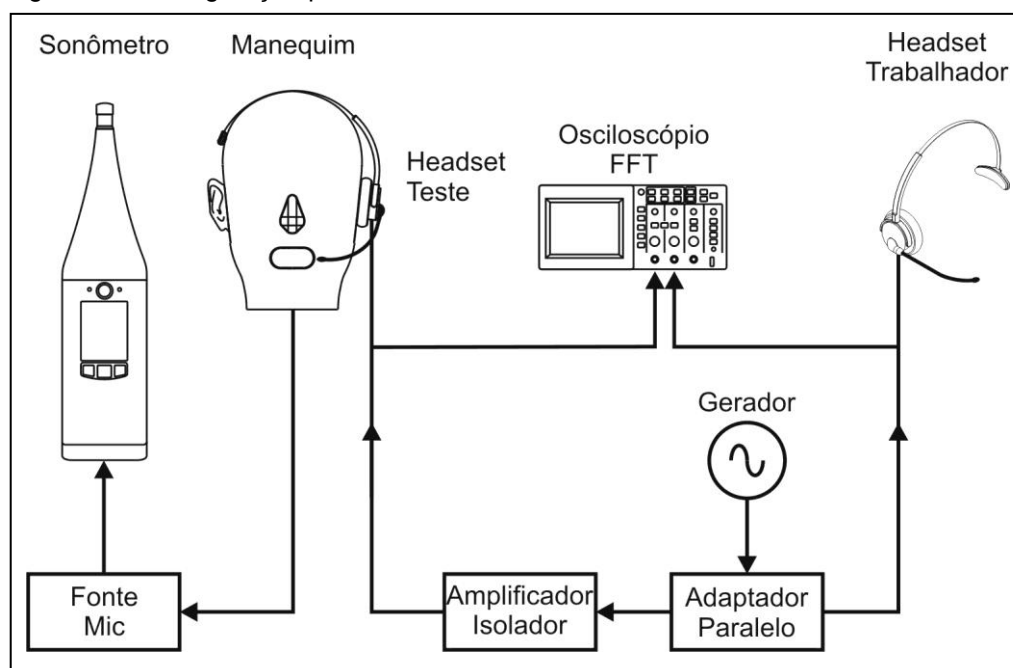 Sonômetro
Manequim
Headset
Trabalhador
Osciloscópio
FFT
Headset
Teste
Gerador
Fonte
Mic
Amplificador
Isolador
Adaptador
Paralelo